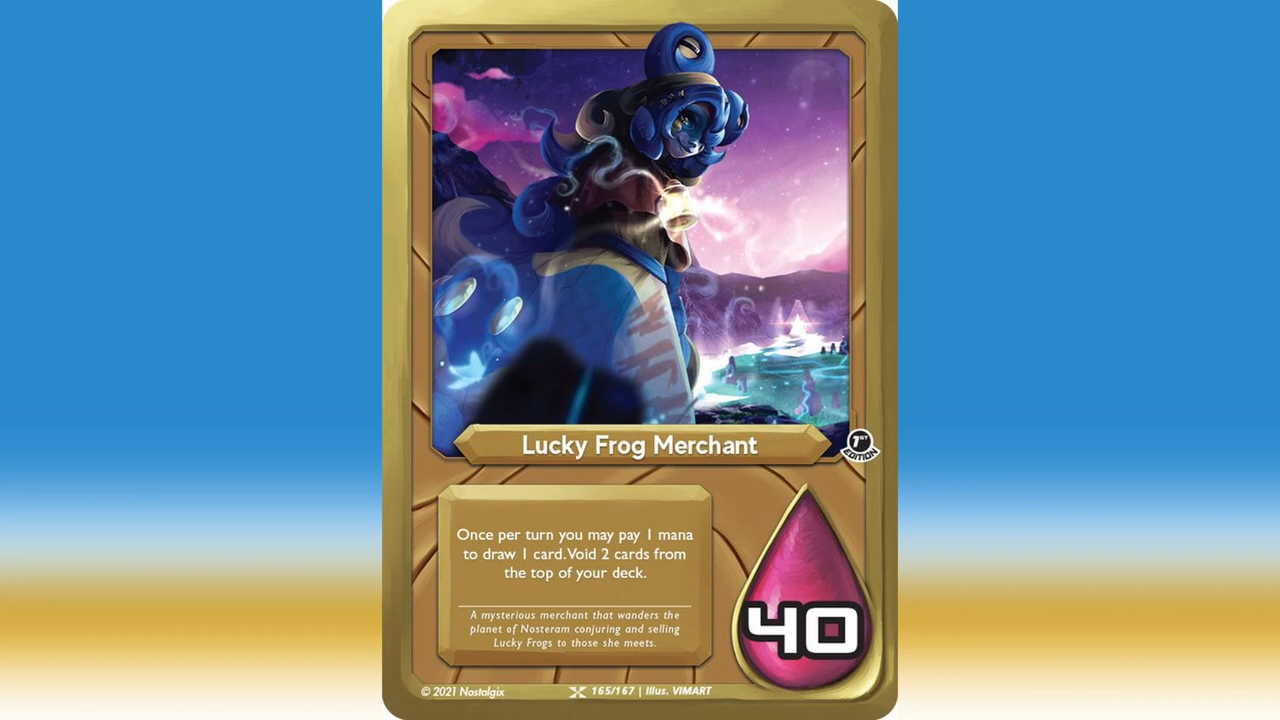 Lucky Frog Merchant
1ST
EDITION
Once per turn you may pay 1 mana
to draw 1 card.Void 2 cards from
the top of your deck.
A mysterious merchant that wanders the
planet of Nosteram conjuring and selling
Lucky Frogs to those she meets.
40
© 2021 Nostalgix
165/167 | Illus. VIMART